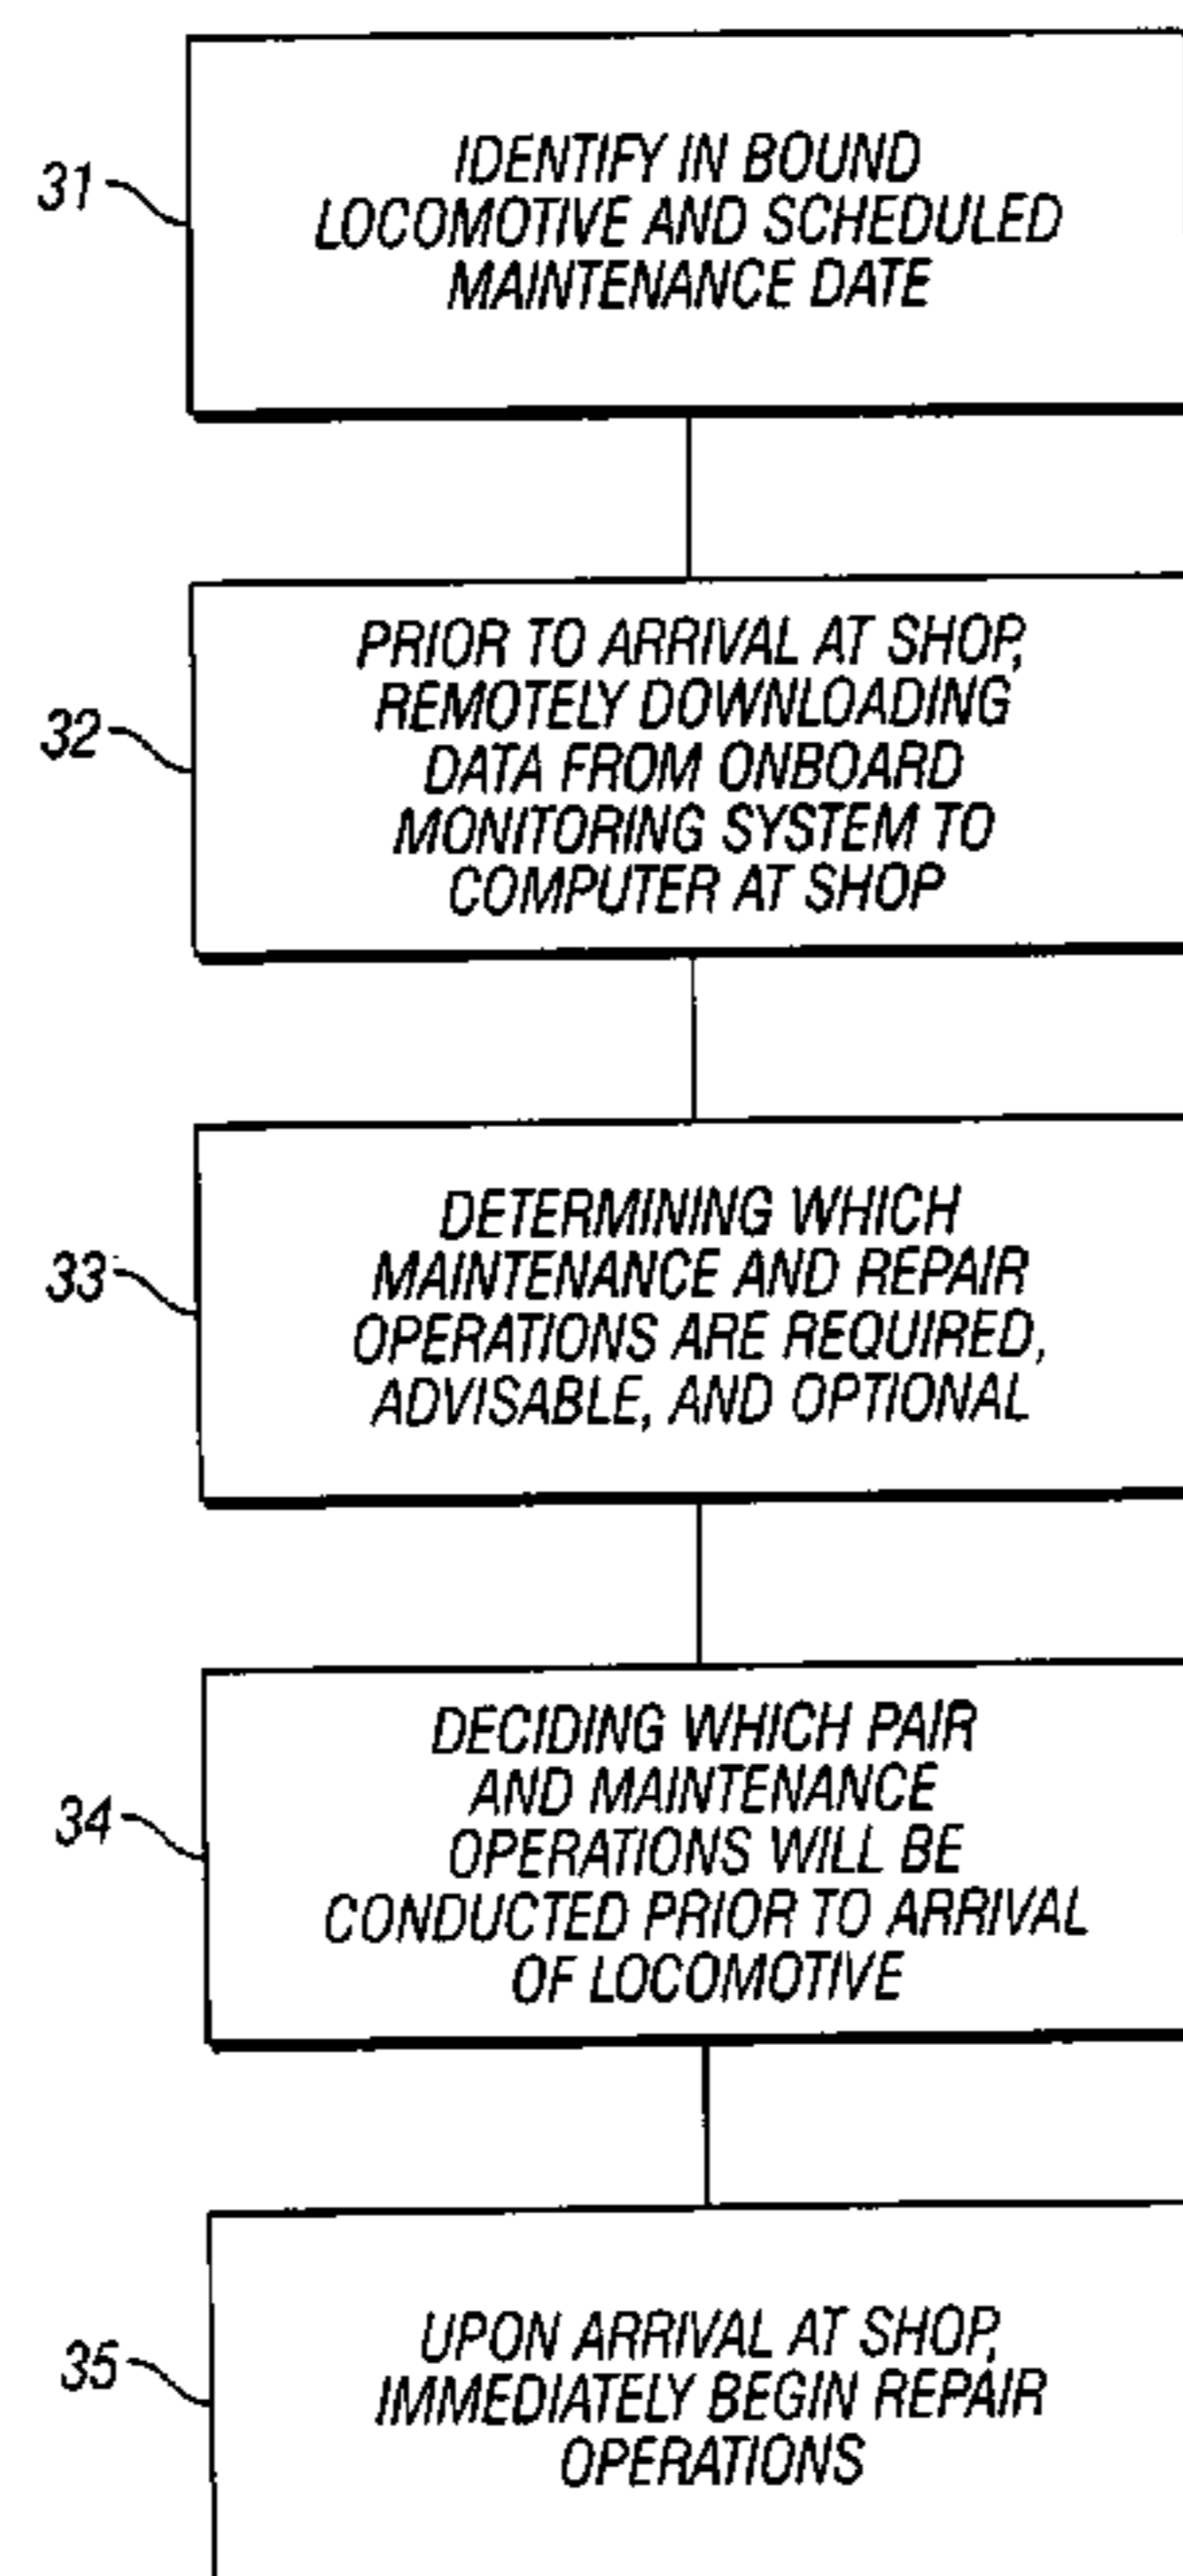 31
IDENTIFY IN BOUND
LOCOMOTIVE AND SCHEDULED
MAINTENANCE DATE
32
PRIOR TO ARRIVAL AT SHOP,
REMOTELY DOWNLOADING
DATA FROM ONBOARD
MONITORING SYSTEM TO
COMPUTER AT SHOP
33
DETERMINING WHICH
MAINTENANCE AND REPAIR
OPERATIONS ARE REQUIRED,
ADVISABLE, AND OPTIONAL
34
DECIDING WHICH PAIR
AND MAINTENANCE
OPERATIONS WILL BE
CONDUCTED PRIOR TO ARRIVAL
OF LOCOMOTIVE
35
UPON ARRIVAL AT SHOP,
IMMEDIATELY BEGIN REPAIR
OPERATIONS